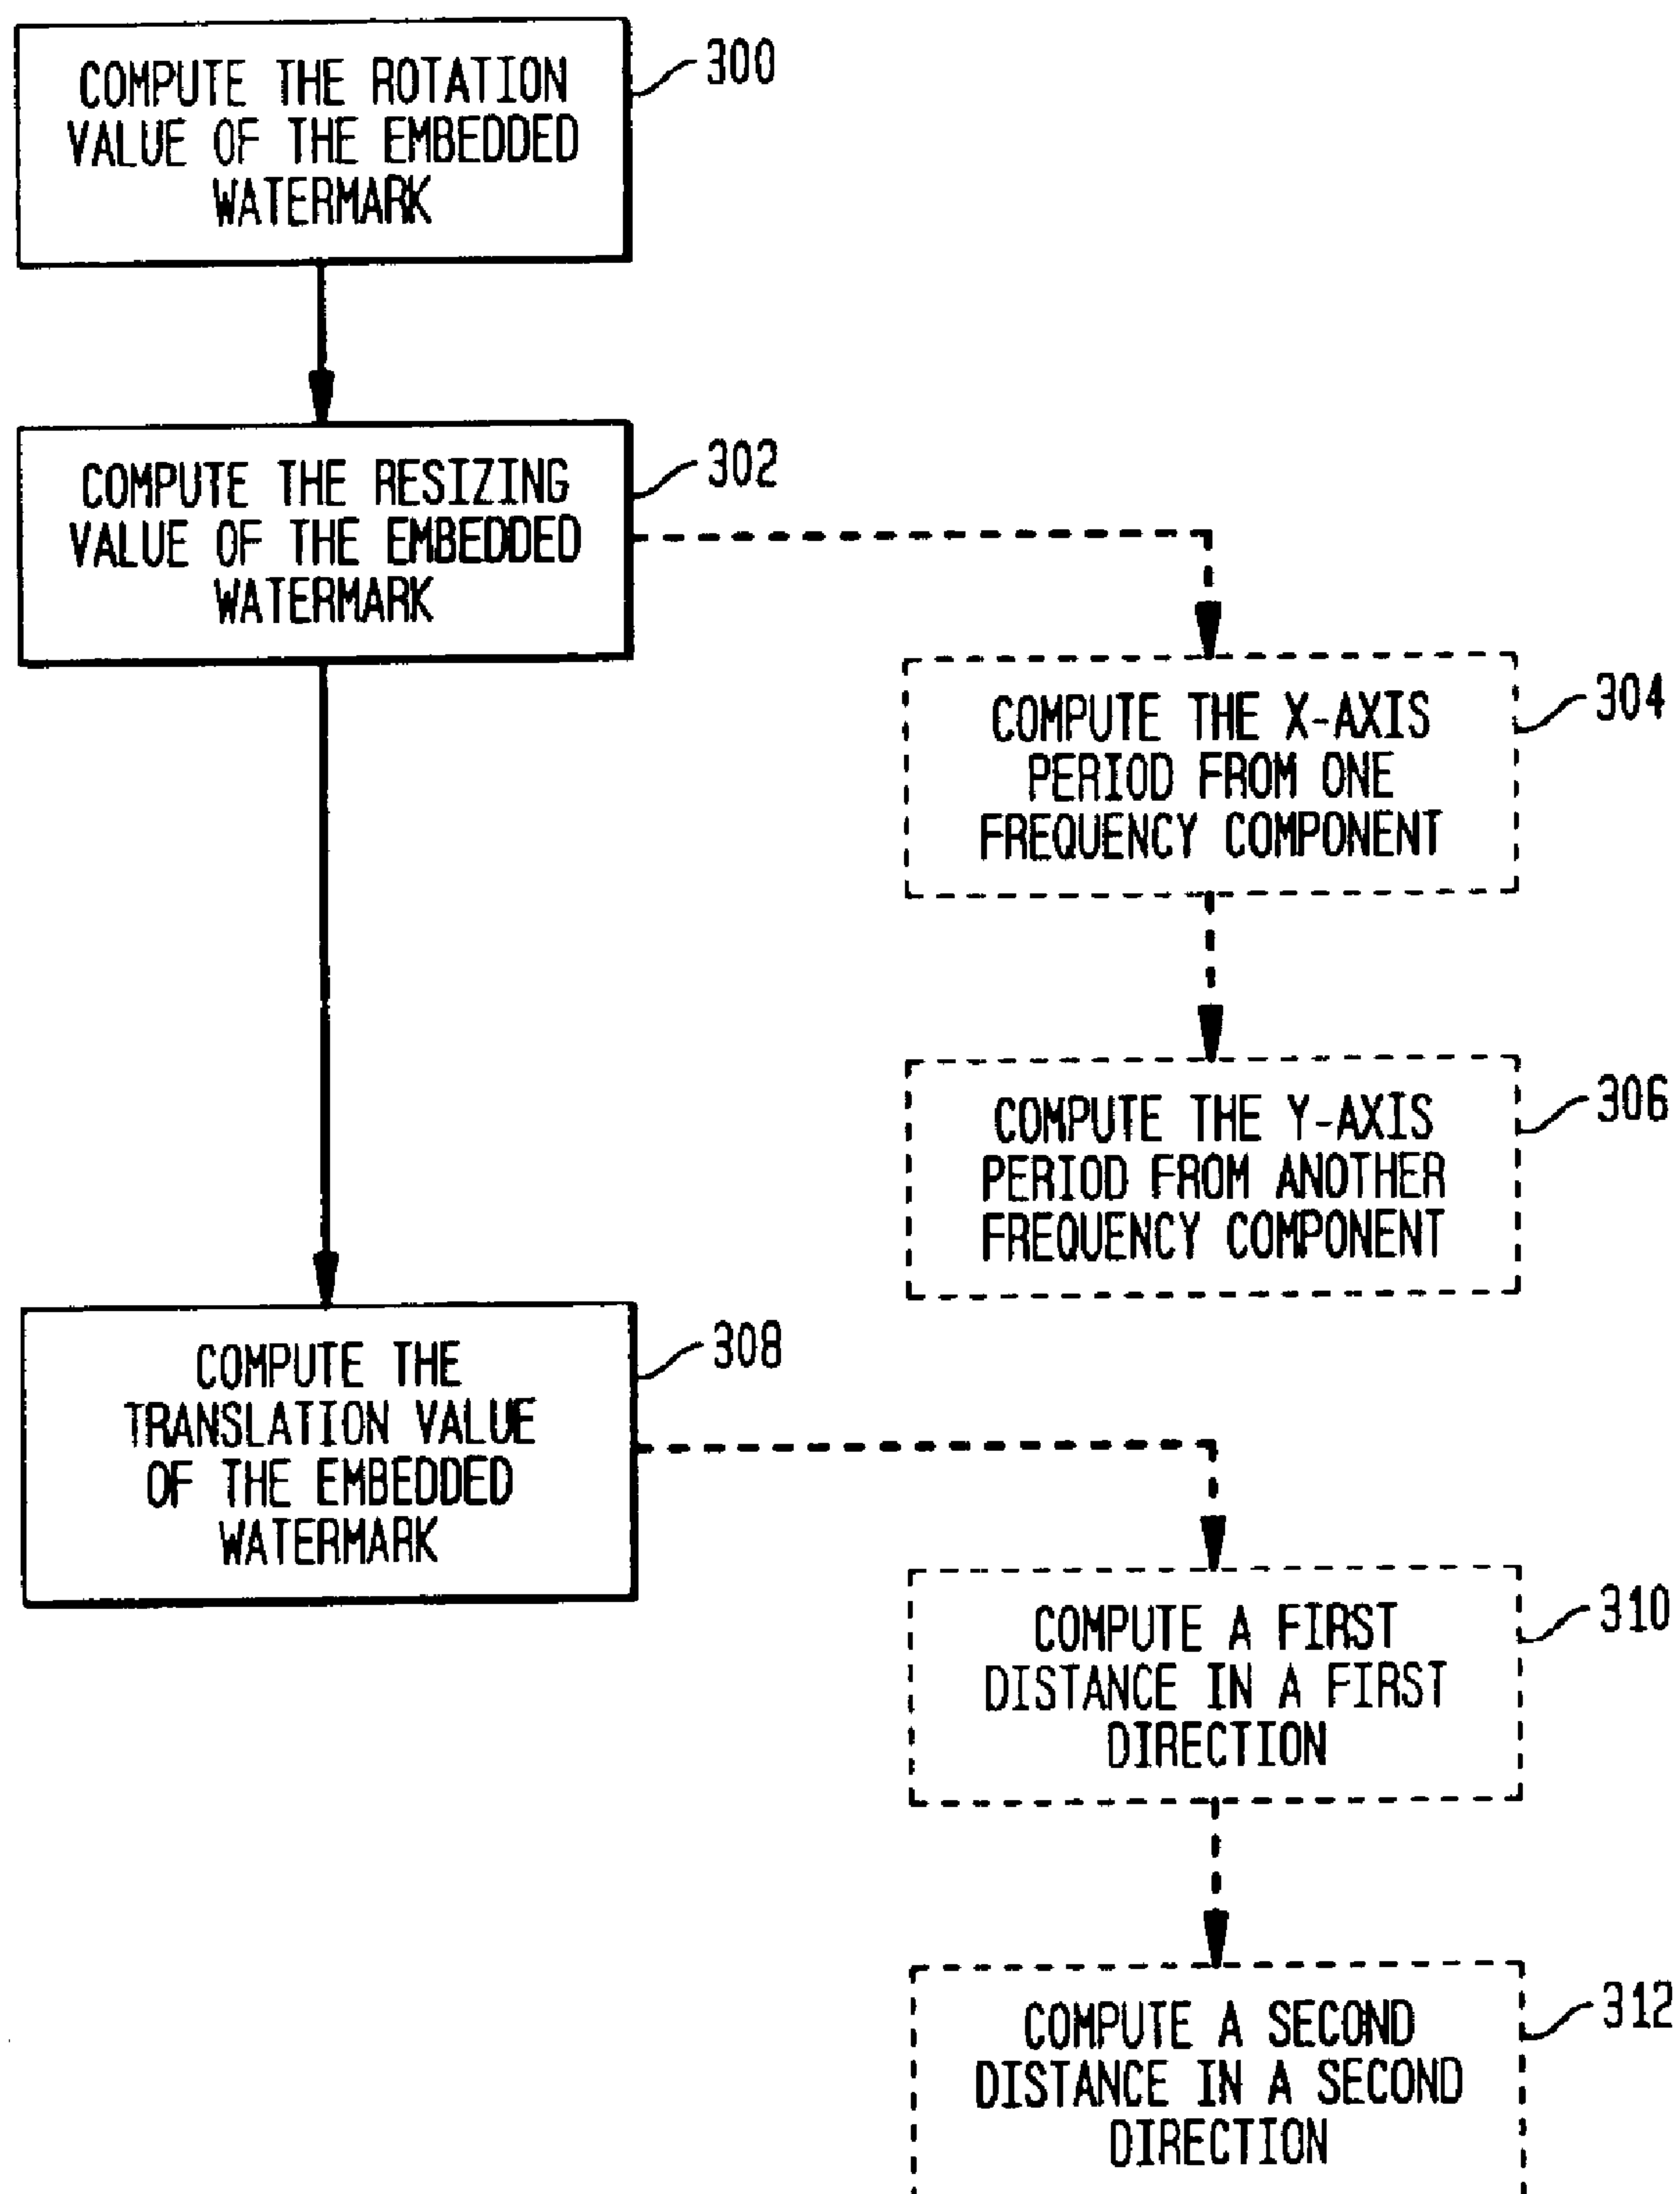 COMPUTE THE ROTATION
VALUE OF THE EMBEDDED
WATERMARK
300
COMPUTE THE RESIZING
VALUE OF THE EMBEDDED
WATERMARK
302
COMPUTE THE X-AXIS
PERIOD FROM ONE
FREQUENCY COMPONENT
304
COMPUTE THE Y-AXIS
PERIOD FROM ANOTHER
FREQUENCY COMPONENT
306
COMPUTE THE
TRANSLATION VALUE
OF THE EMBEDDED
WATERMARK
308
COMPUTE A FIRST
DISTANCE IN A FIRST
DIRECTION
310
COMPUTE A SECOND
DISTANCE IN A SECOND
DIRECTION
312